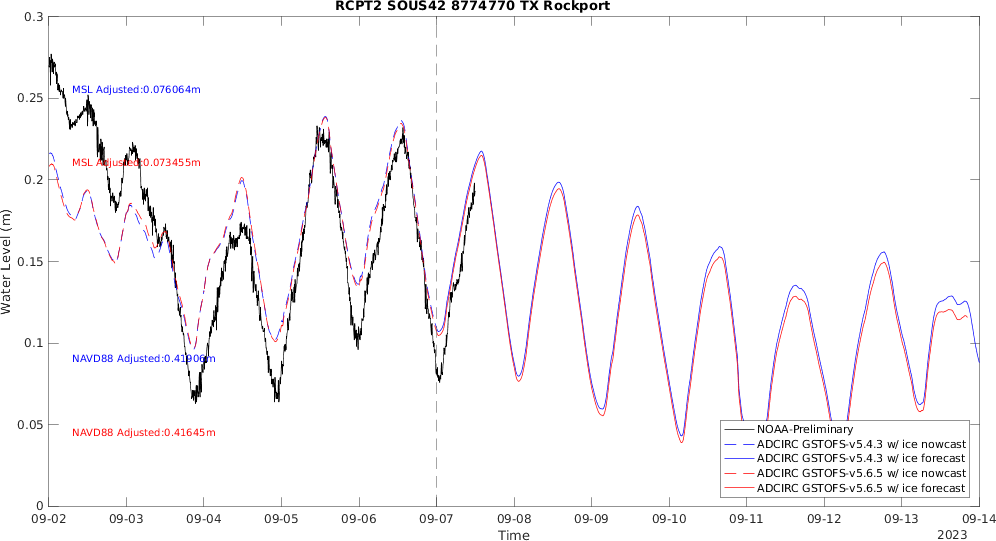 RCPT2 SOUS42 8774770 TX Rockport
0.3
0.25
0.2
0.15
0.1
0.05
0
Water Level (m)
MSL Adjusted:0.076064m
MSL Adjusted:0.073455m
NAVD88 Adjusted:0.41906m
NAVD88 Adjusted:0.41645m
NOAA-Preliminary
ADCIRC GSTOFS-v5.4.3 w/ ice nowcast
ADCIRC GSTOFS-v5.4.3 w/ ice forecast
ADCIRC GSTOFS-v5.6.5 w/ ice nowcast
ADCIRC GSTOFS-v5.6.5 w/ ice forecast
09-02 09-03 09-04 09-05 09-06 09-07 09-08 09-09 09-10 09-11 09-12 09-13 09-14
Time
2023